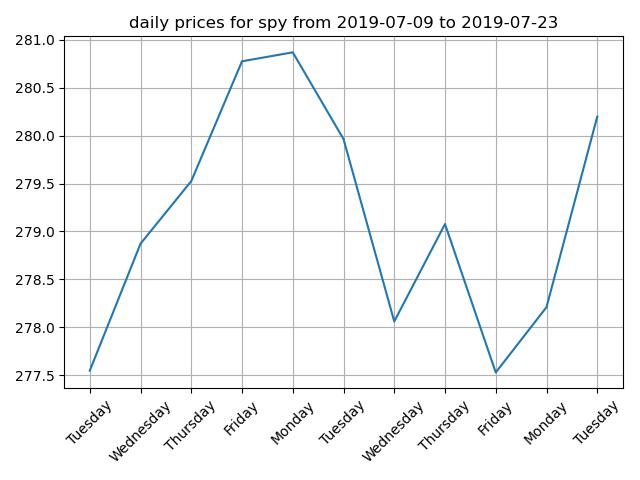 daily prices for spy from 2019-07-09 to 2019-07-23
281.0
280.5
280.0
279.5
279.0
278.5
278.0
277.5
Tuesday
Wednesday
Thursday
Friday
Monday
Tuesday
Wednesday
Thursday
Friday
Monday
Tuesday